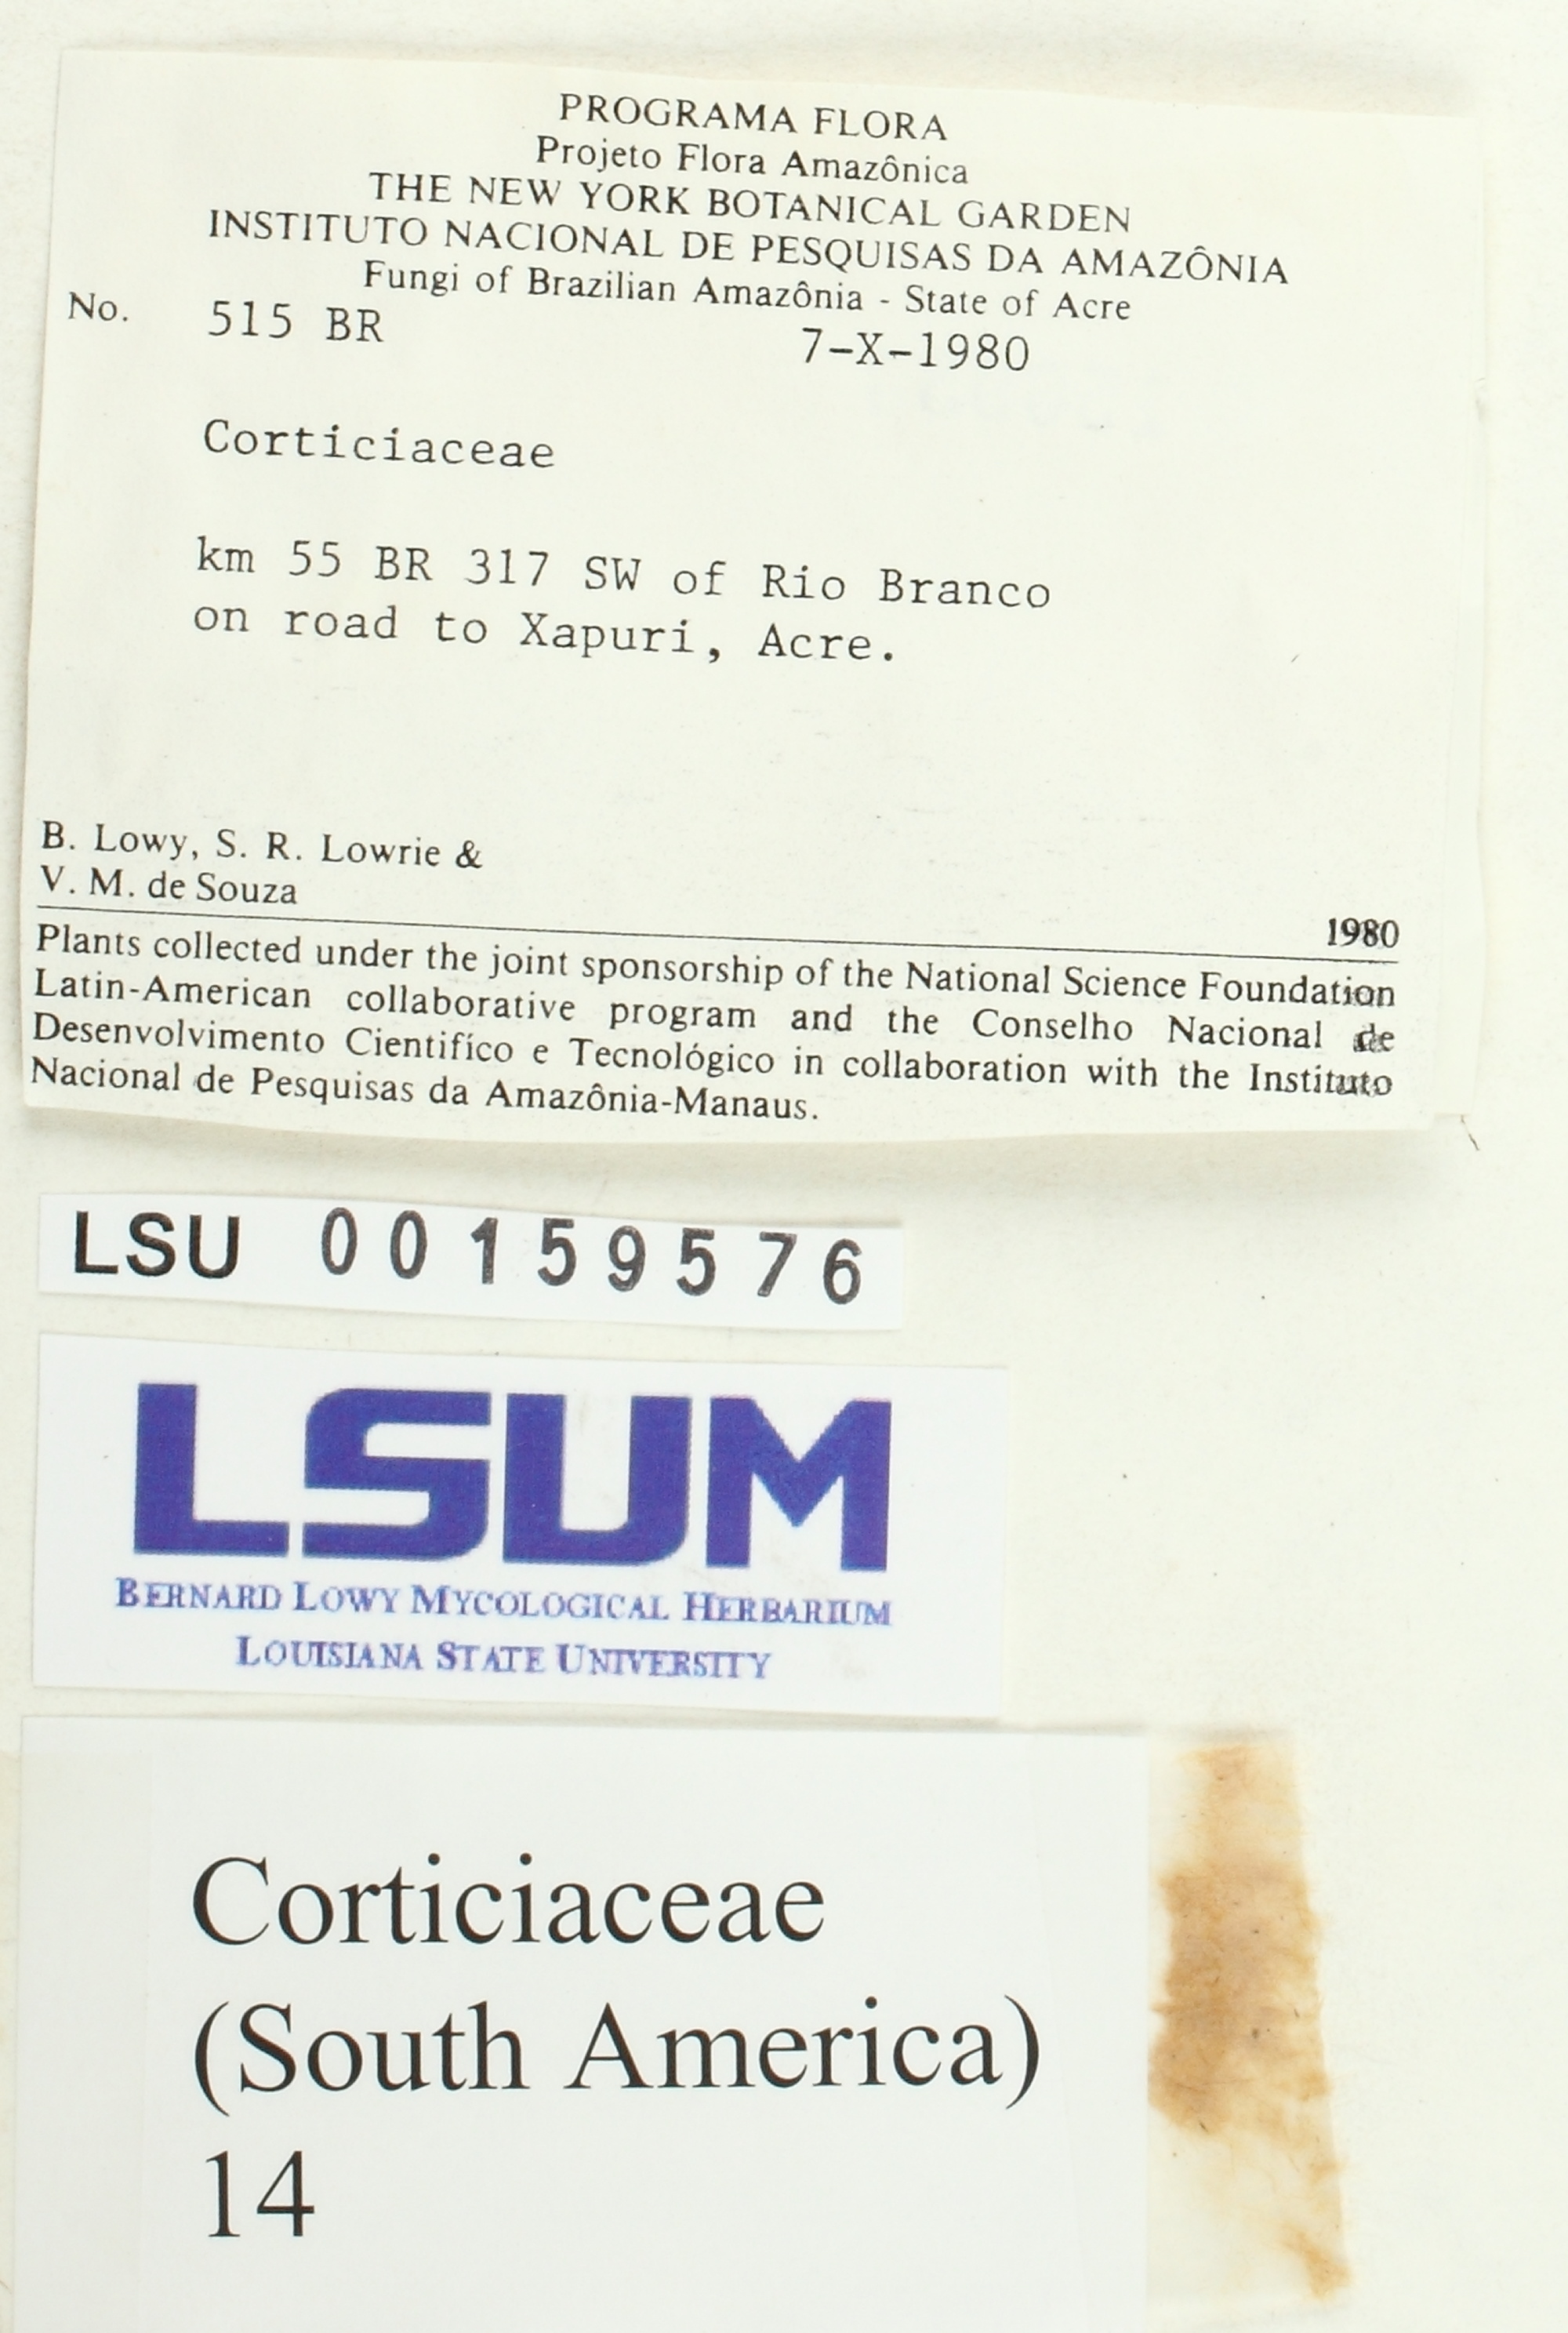 PROGRAMA FLORA
Projeto Flora Amazônica
THE NEW YORK BOTANICAL GARDEN
INSTITUTO NACIONAL DE PESQUISAS DA AMAZÔNIA
Fungi of Brazilian Amazônia - State of Acre
No. 515 BR 7-X-1980
Corticiaceae
km 55 BR 317 SW of Rio Branco
on road to Xapuri, Acre.
B. Lowy, S. R. Lowrie &
V. M. de Souza
1980
Plants collected under the joint sponsorship of the National Science Foundation
Latin-American collaborative program and the Conselho Nacional de
Desenvolvimento Cientifíco e Tecnológico in collaboration with the Instituto
Nacional de Pesquisas da Amazônia-Manaus.
LSU 00159576
LSUM
BERNARD LOWY MYCOLOGICAL HERBARIUM
LOUISIANA STATE UNIVERSITY
Corticiaceae
(South America)
14